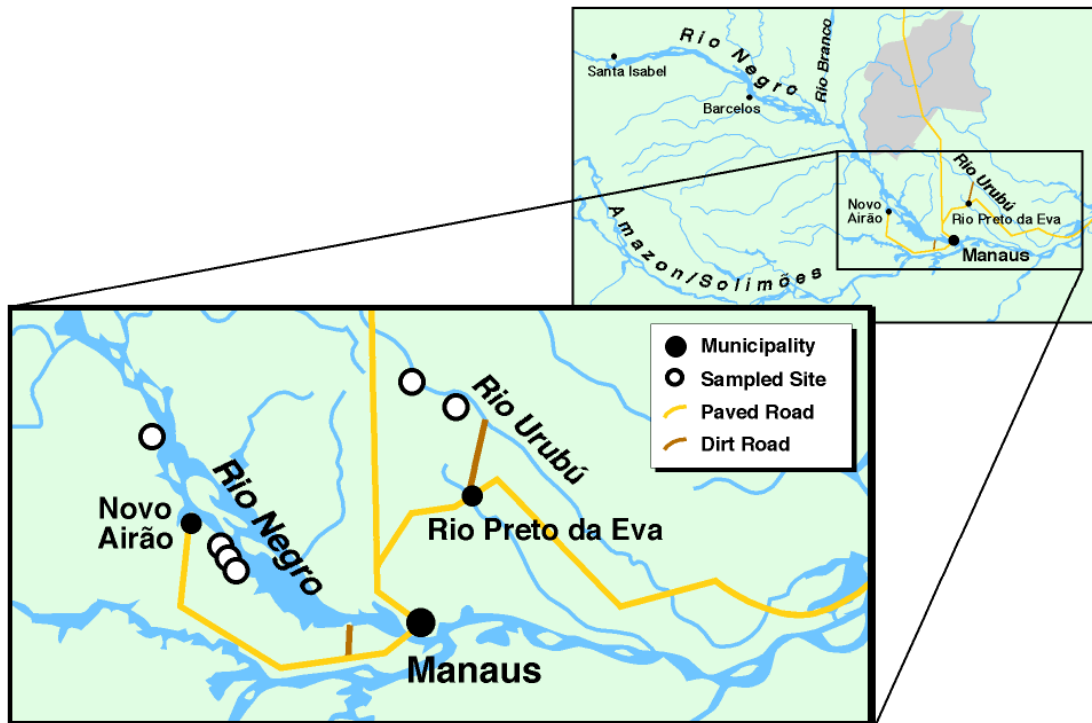 Rio Negro
Rio Branco
Santa Isabel
Barcelos
Rio Urubú
Novo
Airão
Rio Preto da Eva
Manaus
Amazon/Solimões
Municipality
Sampled Site
Paved Road
Dirt Road
Rio Urubú
Rio Negro
Novo
Airão
Rio Preto da Eva
Manaus